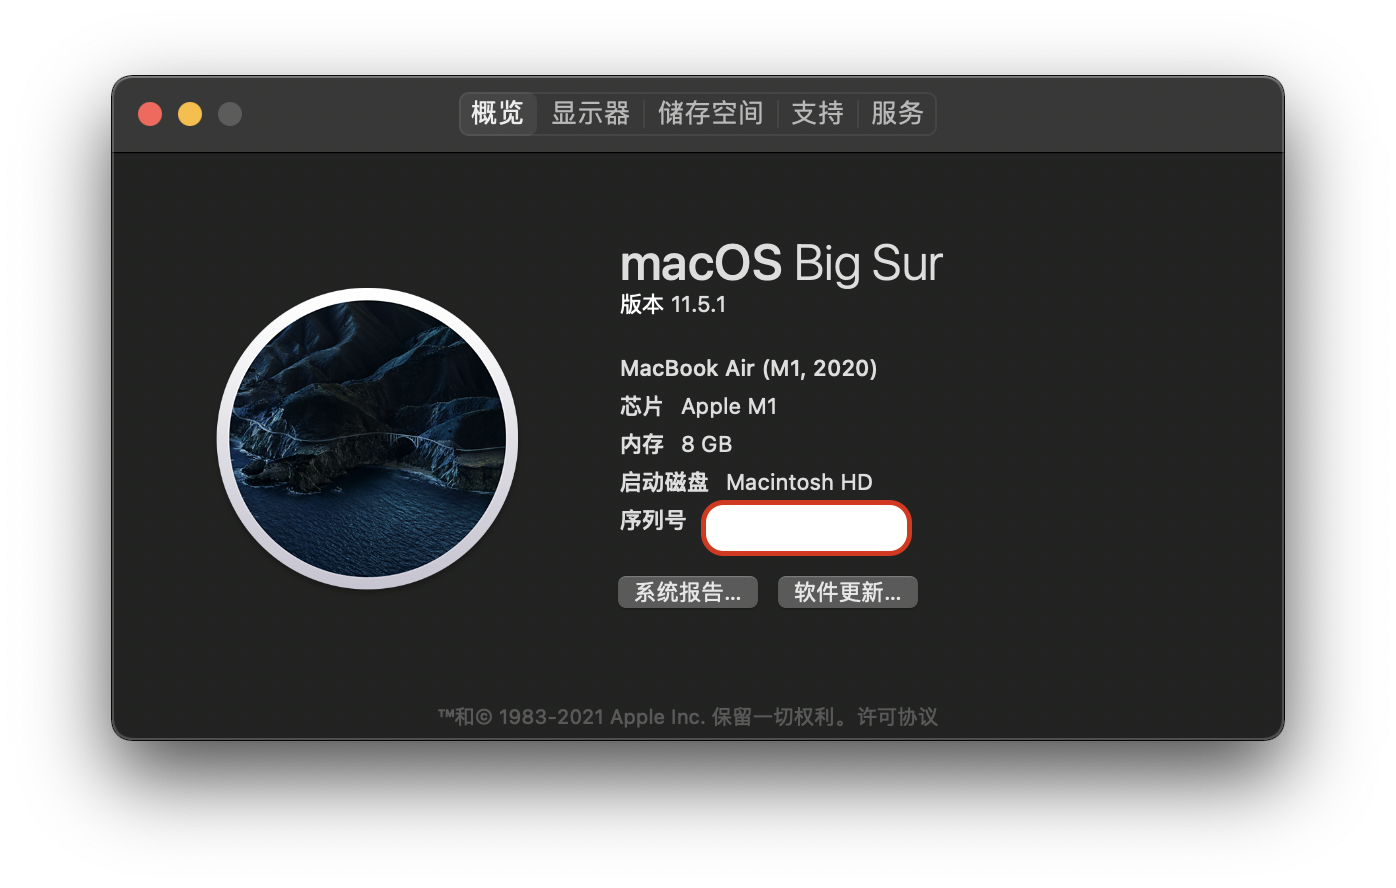 概览 显示器 储存空间 支持 服务
macOS Big Sur
版本 11.5.1
MacBook Air (M1, 2020)
芯片 Apple M1
内存 8 GB
启动磁盘 Macintosh HD
序列号
系统报告... 软件更新...
™和© 1983-2021 Apple Inc. 保留一切权利。许可协议